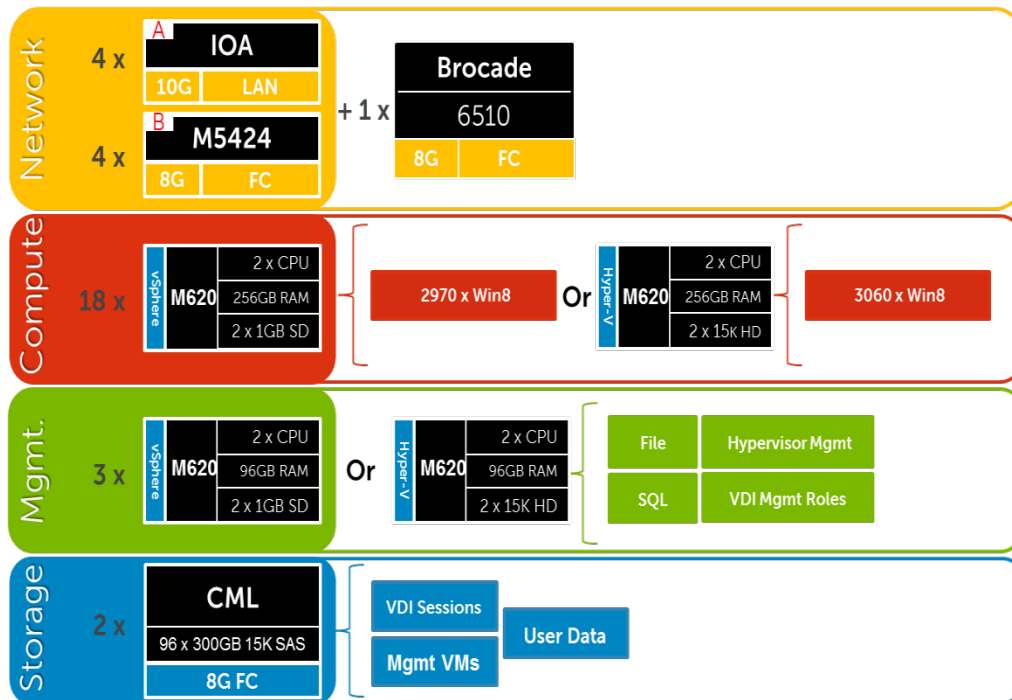 Network
4 x
A
IOA
10G
LAN
4 x
B
M5424
8G
FC
+ 1 x
Brocade
6510
8G
FC
Compute
18 x
vSphere
M620
2 x CPU
256GB RAM
2 x 1GB SD
2970 x Win8
Or
Hyper-V
M620
2 x CPU
256GB RAM
2 x 15K HD
3060 x Win8
Mgmt.
3 x
vSphere
M620
2 x CPU
96GB RAM
2 x 1GB SD
Or
Hyper-V
M620
2 x CPU
96GB RAM
2 x 15K HD
File
Hypervisor Mgmt
SQL
VDI Mgmt Roles
Storage
2 x
CML
96 x 300GB 15K SAS
8G FC
VDI Sessions
Mgmt VMs
User Data